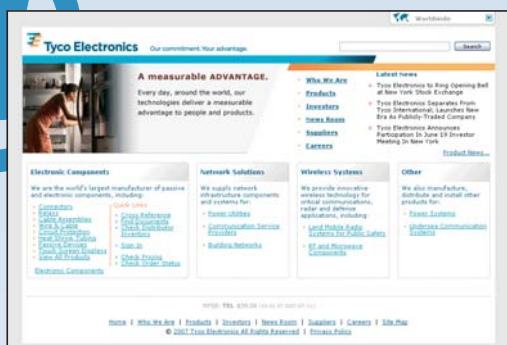 Worldwide
Tyco Electronics
Our commitment. Your advantage.
Search
A measurable ADVANTAGE.
Every day, around the world, our
technologies deliver a measurable
advantage to people and products.
Who We Are
Products
Investors
News Room
Suppliers
Careers
Latest News
Tyco Electronics to Ring Opening Bell
at New York Stock Exchange
Tyco Electronics Separates From
Tyco International; Launches New
Era As Publicly-Traded Company
Tyco Electronics Announces
Participation In June 19 Investor
Meeting In New York
Product News...
Electronic Components
We are the world's largest manufacturer of passive
and electronic components, including:
Connectors
Relays
Cable Assemblies
Wire & Cable
Circuit Protection
Heat Shrink Tubing
Passive Devices
Touch Screen Displays
View All Products
Quick Links
Cross Reference
Find Documents
Check Distributor
Inventory
Sign In
Check Pricing
Check Order Status
Electronic Components
Network Solutions
We supply network
infrastructure components
and systems for:
Power Utilities
Communication Service
Providers
Building Networks
Wireless Systems
We provide innovative
wireless technology for
critical communications,
radar and defense
applications, including:
Land Mobile Radio
Systems for Public Safety
RF and Microwave
Components
Other
We also manufacture,
distribute and install other
products for:
Power Systems
Undersea Communication
Systems
NYSE: TEL
Home | Who We Are | Products | Investors | News Room | Suppliers | Careers | Site Map
© 2007 Tyco Electronics All Rights Reserved | Privacy Policy